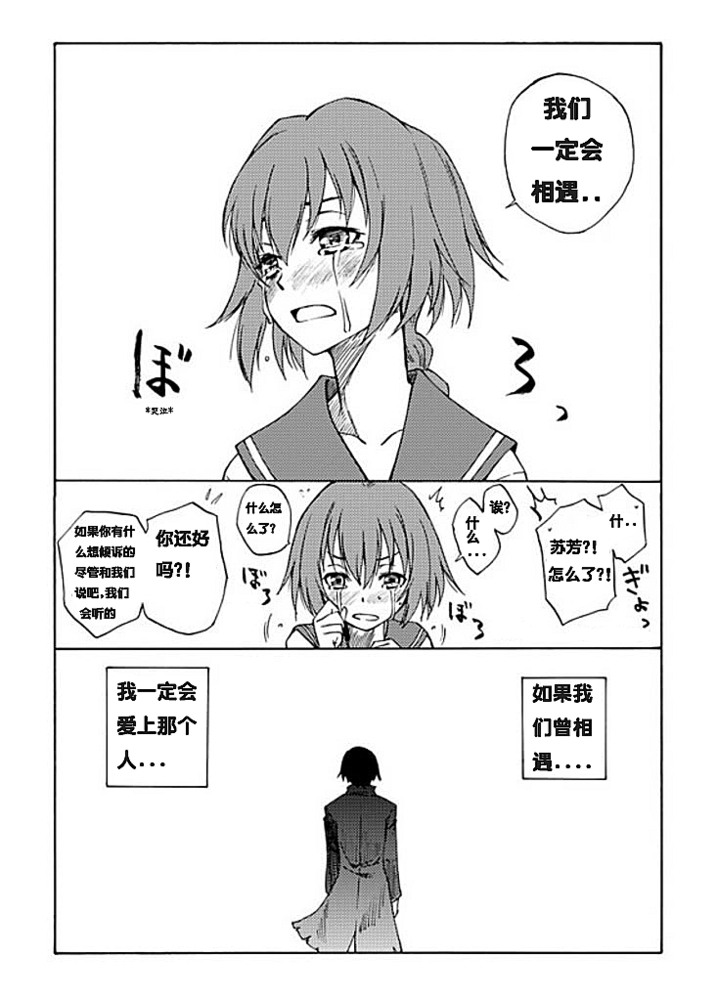 我们
一定会
相遇..
ろっ
ぼ
*哭泣*
什..
苏芳?!
怎么了?!
ぎょっ
诶?
什
么
...
ぼろ
什么怎
么了?
ぼろ
你还好
吗?!
如果你有什
么想倾诉的
尽管和我们
说吧,我们
会听的
如果我
们曾相
遇....
我一定会
爱上那个
人...